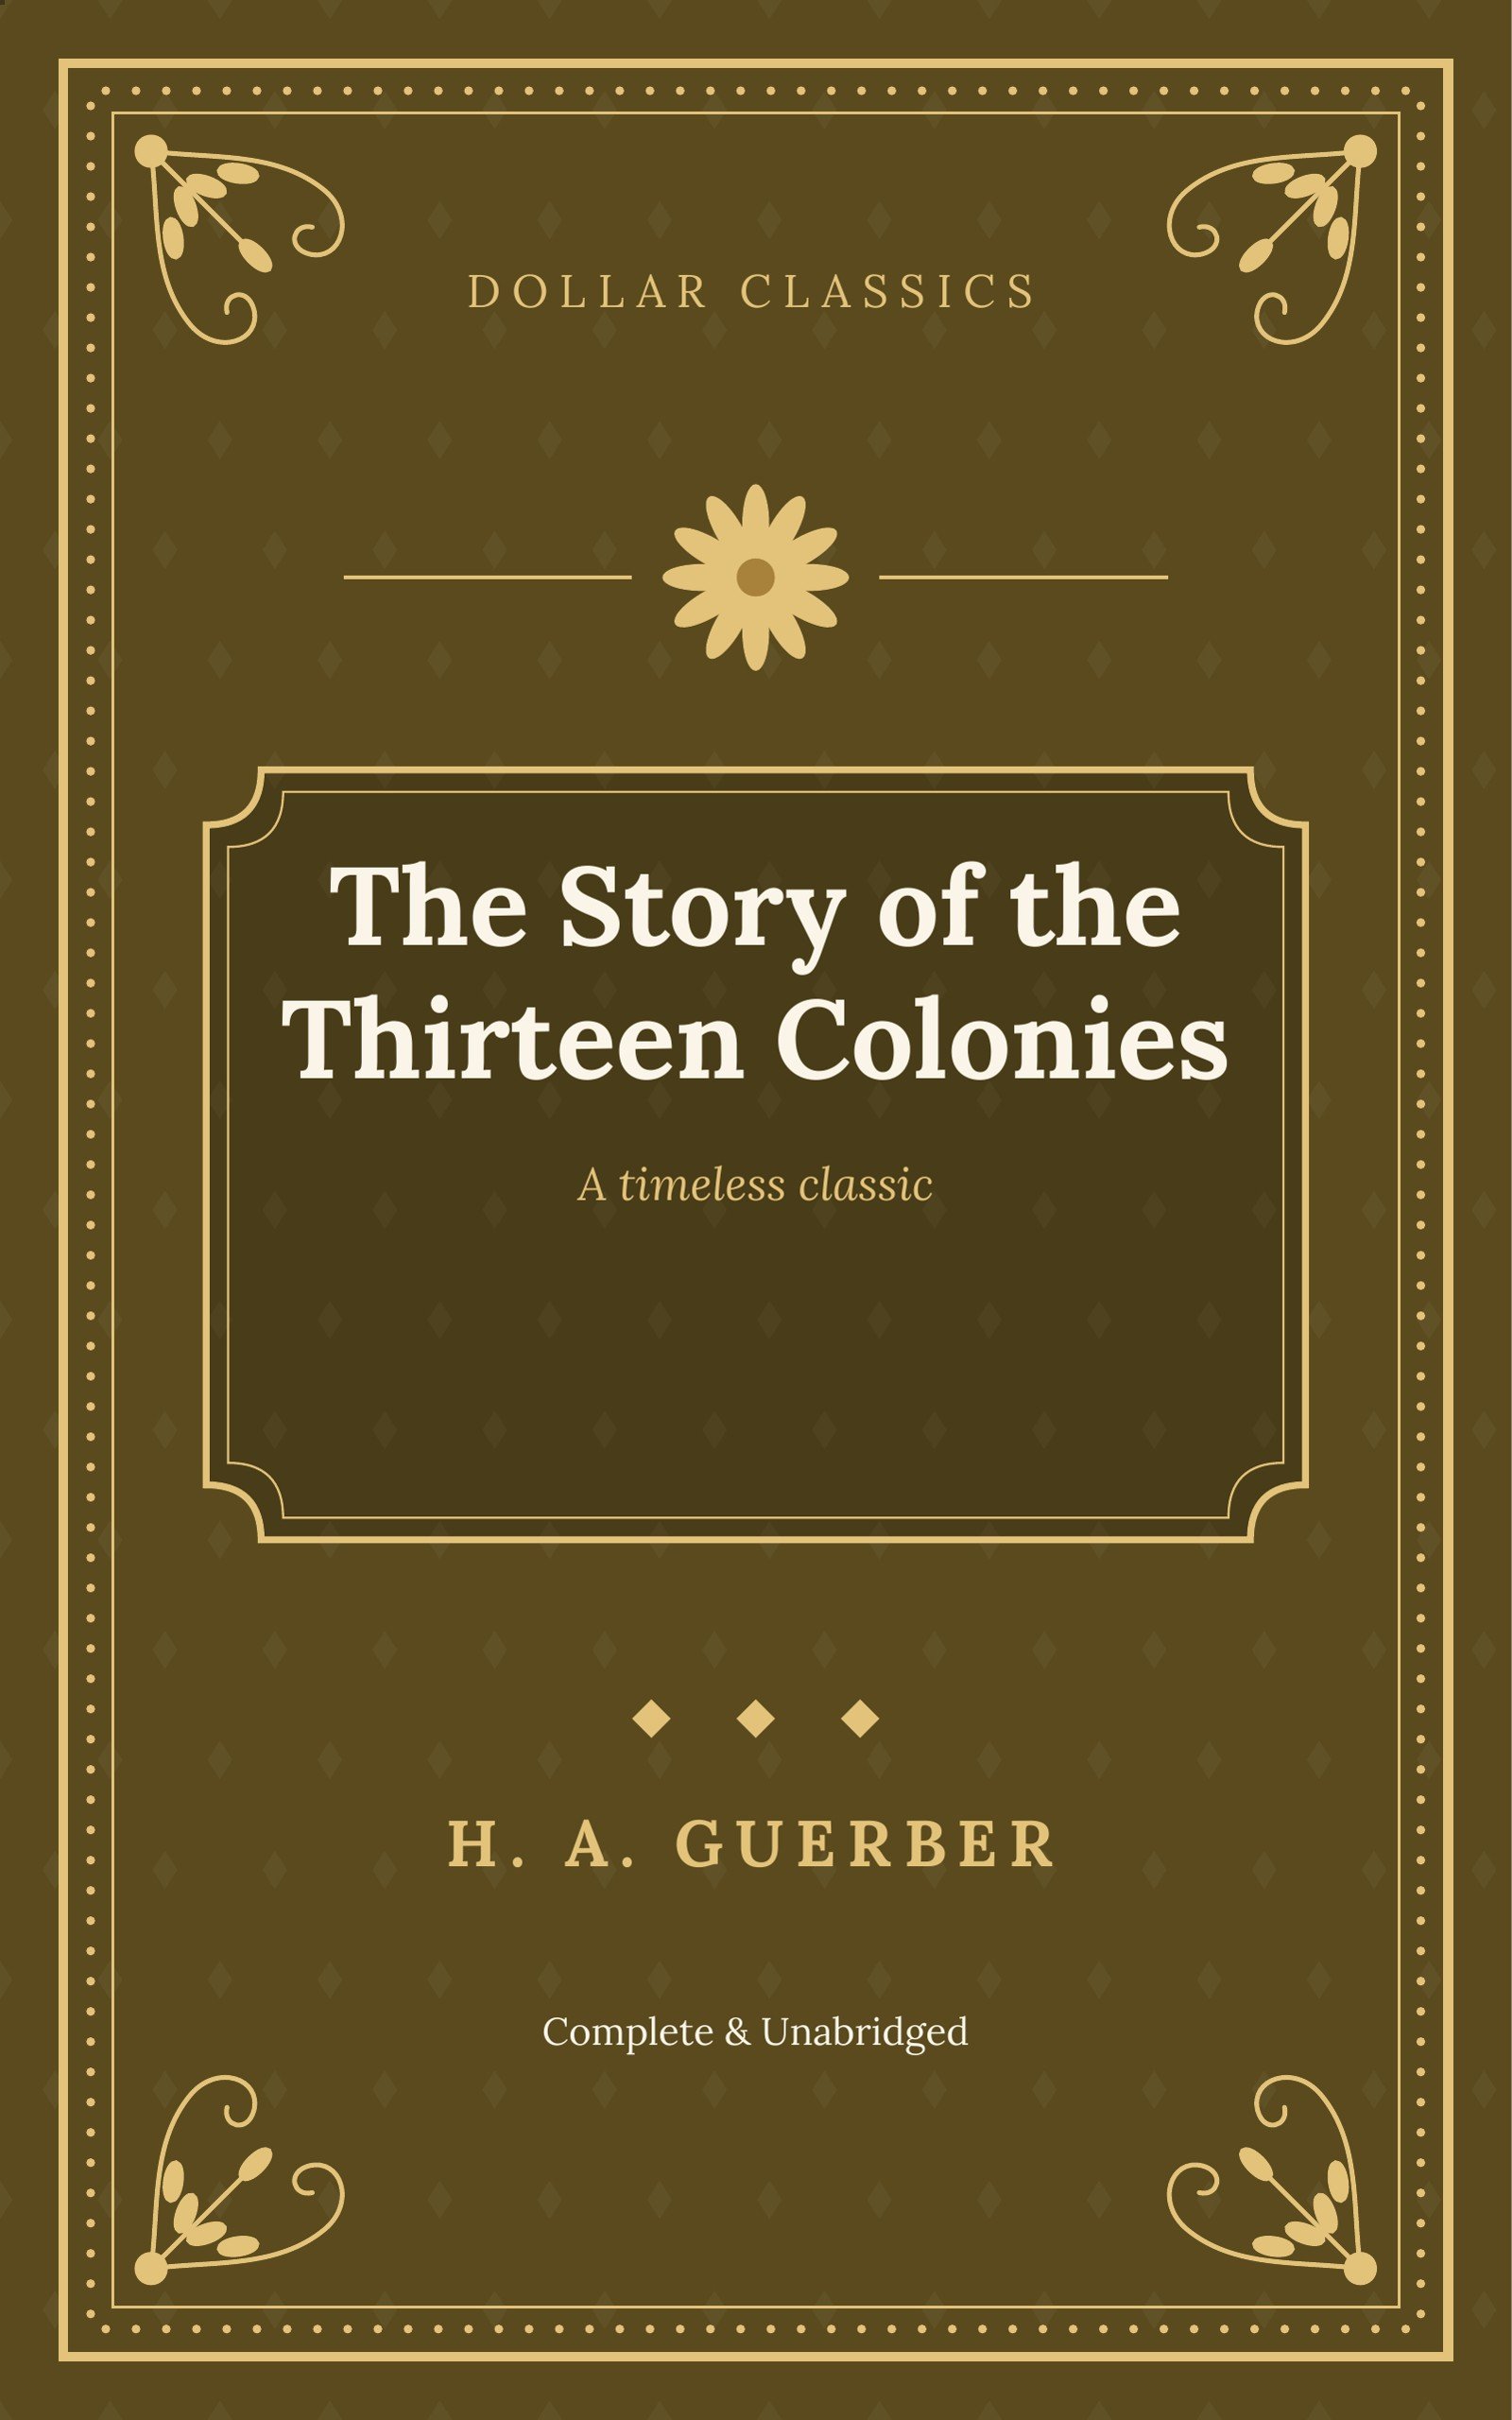 DOLLAR CLASSICS
The Story of the
Thirteen Colonies
A timeless classic
H. A. GUERBER
Complete & Unabridged